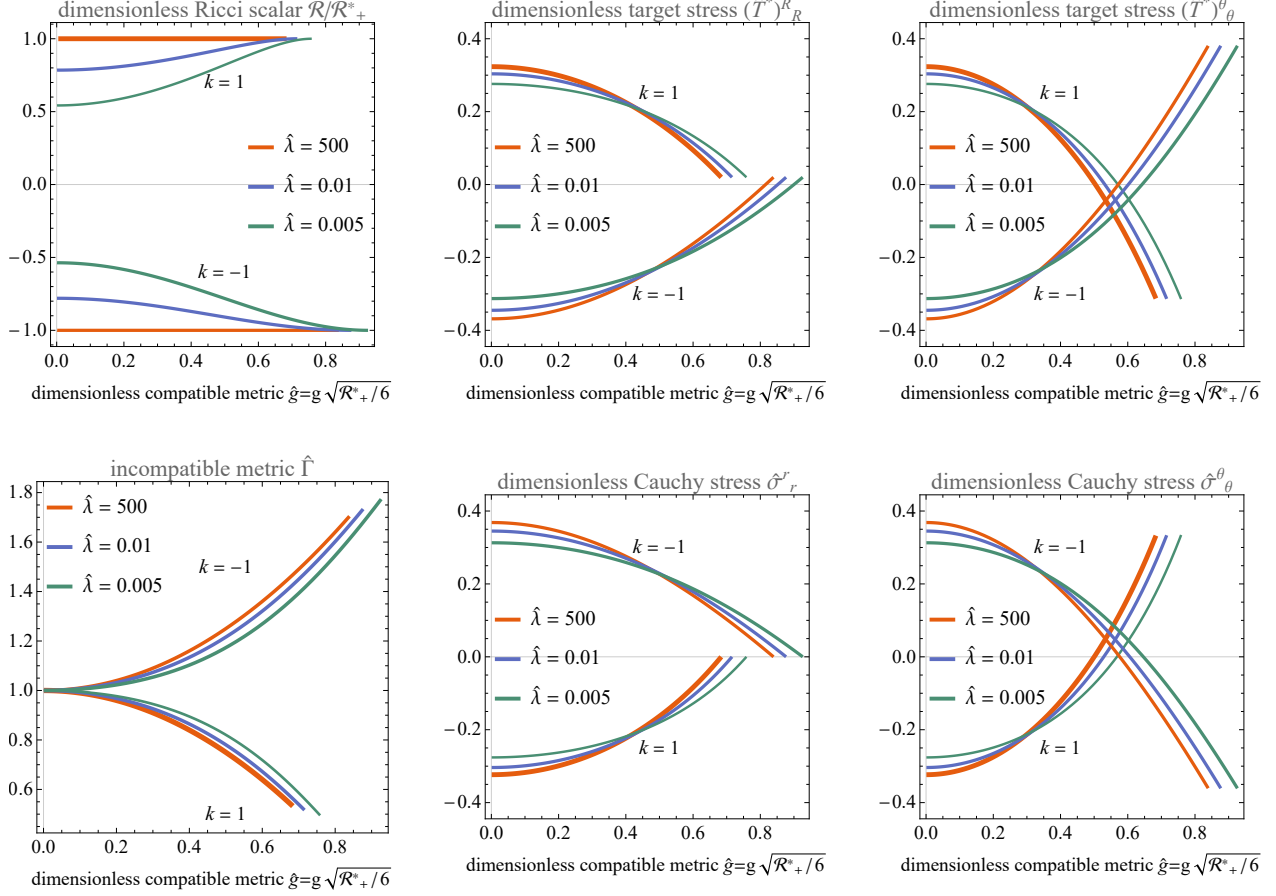 dimensionless Ricci scalar ℛ/ℛ*₊
1.0
0.5
0.0
−0.5
−1.0
k = 1
λ̂ = 500
λ̂ = 0.01
λ̂ = 0.005
k = −1
0.0 0.2 0.4 0.6 0.8
dimensionless compatible metric ĝ=g √ℛ*₊/6
dimensionless target stress (T*)ᴿ_R
0.4
0.2
0.0
−0.2
−0.4
k = 1
λ̂ = 500
λ̂ = 0.01
λ̂ = 0.005
k = −1
0.0 0.2 0.4 0.6 0.8
dimensionless compatible metric ĝ=g √ℛ*₊/6
dimensionless target stress (T*)^θ_θ
0.4
0.2
0.0
−0.2
−0.4
k = 1
λ̂ = 500
λ̂ = 0.01
λ̂ = 0.005
k = −1
0.0 0.2 0.4 0.6 0.8
dimensionless compatible metric ĝ=g √ℛ*₊/6
incompatible metric Γ̂
1.8
1.6
1.4
1.2
1.0
0.8
0.6
λ̂ = 500
λ̂ = 0.01
λ̂ = 0.005
k = −1
k = 1
0.0 0.2 0.4 0.6 0.8
dimensionless compatible metric ĝ=g √ℛ*₊/6
dimensionless Cauchy stress σ̂^r_r
0.4
0.2
0.0
−0.2
−0.4
k = −1
λ̂ = 500
λ̂ = 0.01
λ̂ = 0.005
k = 1
0.0 0.2 0.4 0.6 0.8
dimensionless compatible metric ĝ=g √ℛ*₊/6
dimensionless Cauchy stress σ̂^θ_θ
0.4
0.2
0.0
−0.2
−0.4
k = −1
λ̂ = 500
λ̂ = 0.01
λ̂ = 0.005
k = 1
0.0 0.2 0.4 0.6 0.8
dimensionless compatible metric ĝ=g √ℛ*₊/6